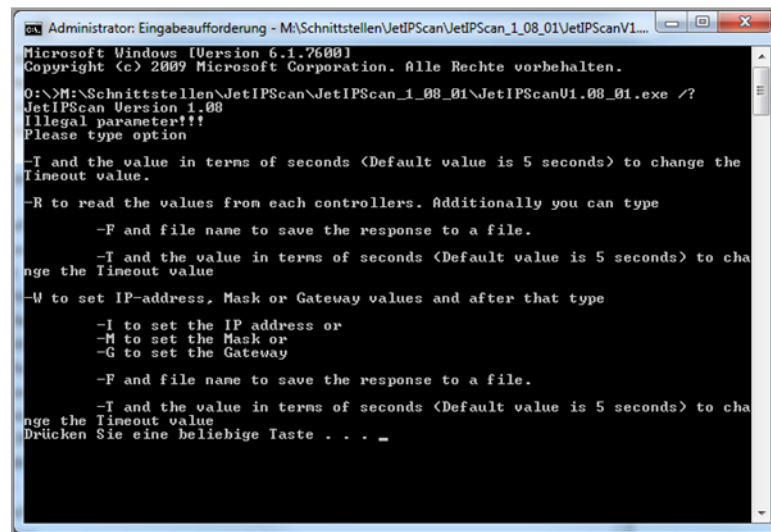 Administrator: Eingabeaufforderung - M:\Schnittstellen\JetIPScan\JetIPScan_1_08_01\JetIPScanV1....
Microsoft Windows [Version 6.1.7600]
Copyright (c) 2009 Microsoft Corporation. Alle Rechte vorbehalten.
O:\>M:\Schnittstellen\JetIPScan\JetIPScan_1_08_01\JetIPScanV1.08_01.exe /?
JetIPScan Version 1.08
Illegal parameter!!!
Please type option
-T and the value in terms of seconds (Default value is 5 seconds) to change the
Timeout value.
-R to read the values from each controllers. Additionally you can type
-F and file name to save the response to a file.
-T and the value in terms of seconds (Default value is 5 seconds) to cha
nge the Timeout value
-W to set IP-address, Mask or Gateway values and after that type
-I to set the IP address or
-M to set the Mask or
-G to set the Gateway
-F and file name to save the response to a file.
-T and the value in terms of seconds (Default value is 5 seconds) to cha
nge the Timeout value
Drücken Sie eine beliebige Taste . . . _